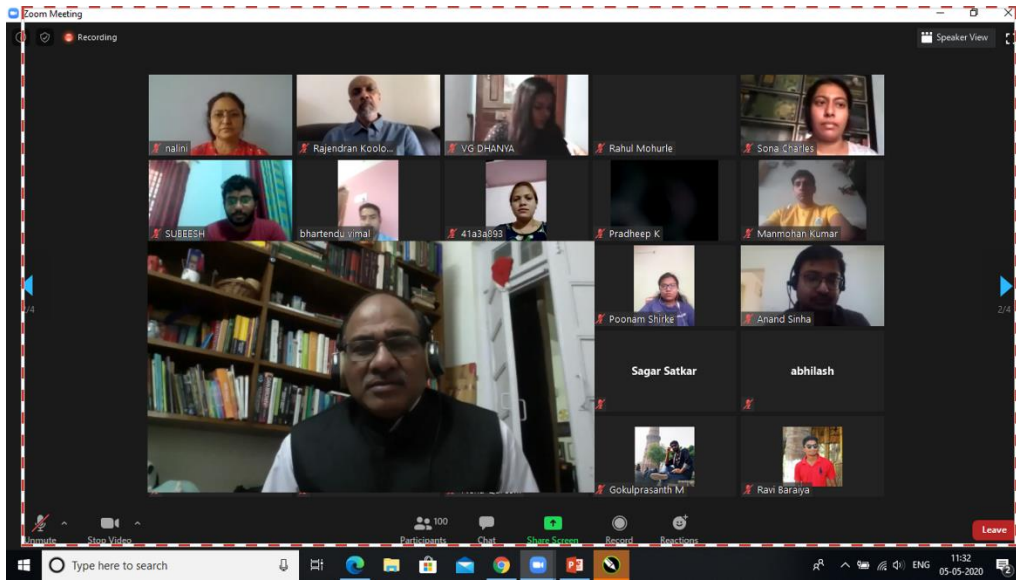 Zoom Meeting
Recording
Speaker View
nalini
Rajendran Koolo...
VG DHANYA
Rahul Mohurle
Sona Charles
SUBEESH
bhartendu vimal
41a3a893
Pradheep K
Manmohan Kumar
Poonam Shirke
Anand Sinha
2/4
Sagar Satkar
abhilash
Gokulprasanth M
Ravi Baraiya
Unmute
Stop Video
Participants
100
Chat
Share Screen
Record
Reactions
Leave
Type here to search
ENG
11:32
05-05-2020
2